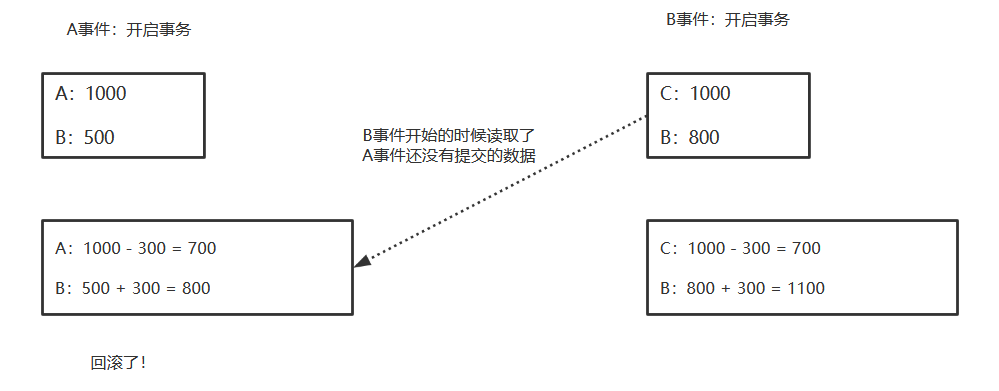 A事件：开启事务
B事件：开启事务
A：1000
B：500
C：1000
B：800
B事件开始的时候读取了
A事件还没有提交的数据
A：1000 - 300 = 700
B：500 + 300 = 800
C：1000 - 300 = 700
B：800 + 300 = 1100
回滚了！